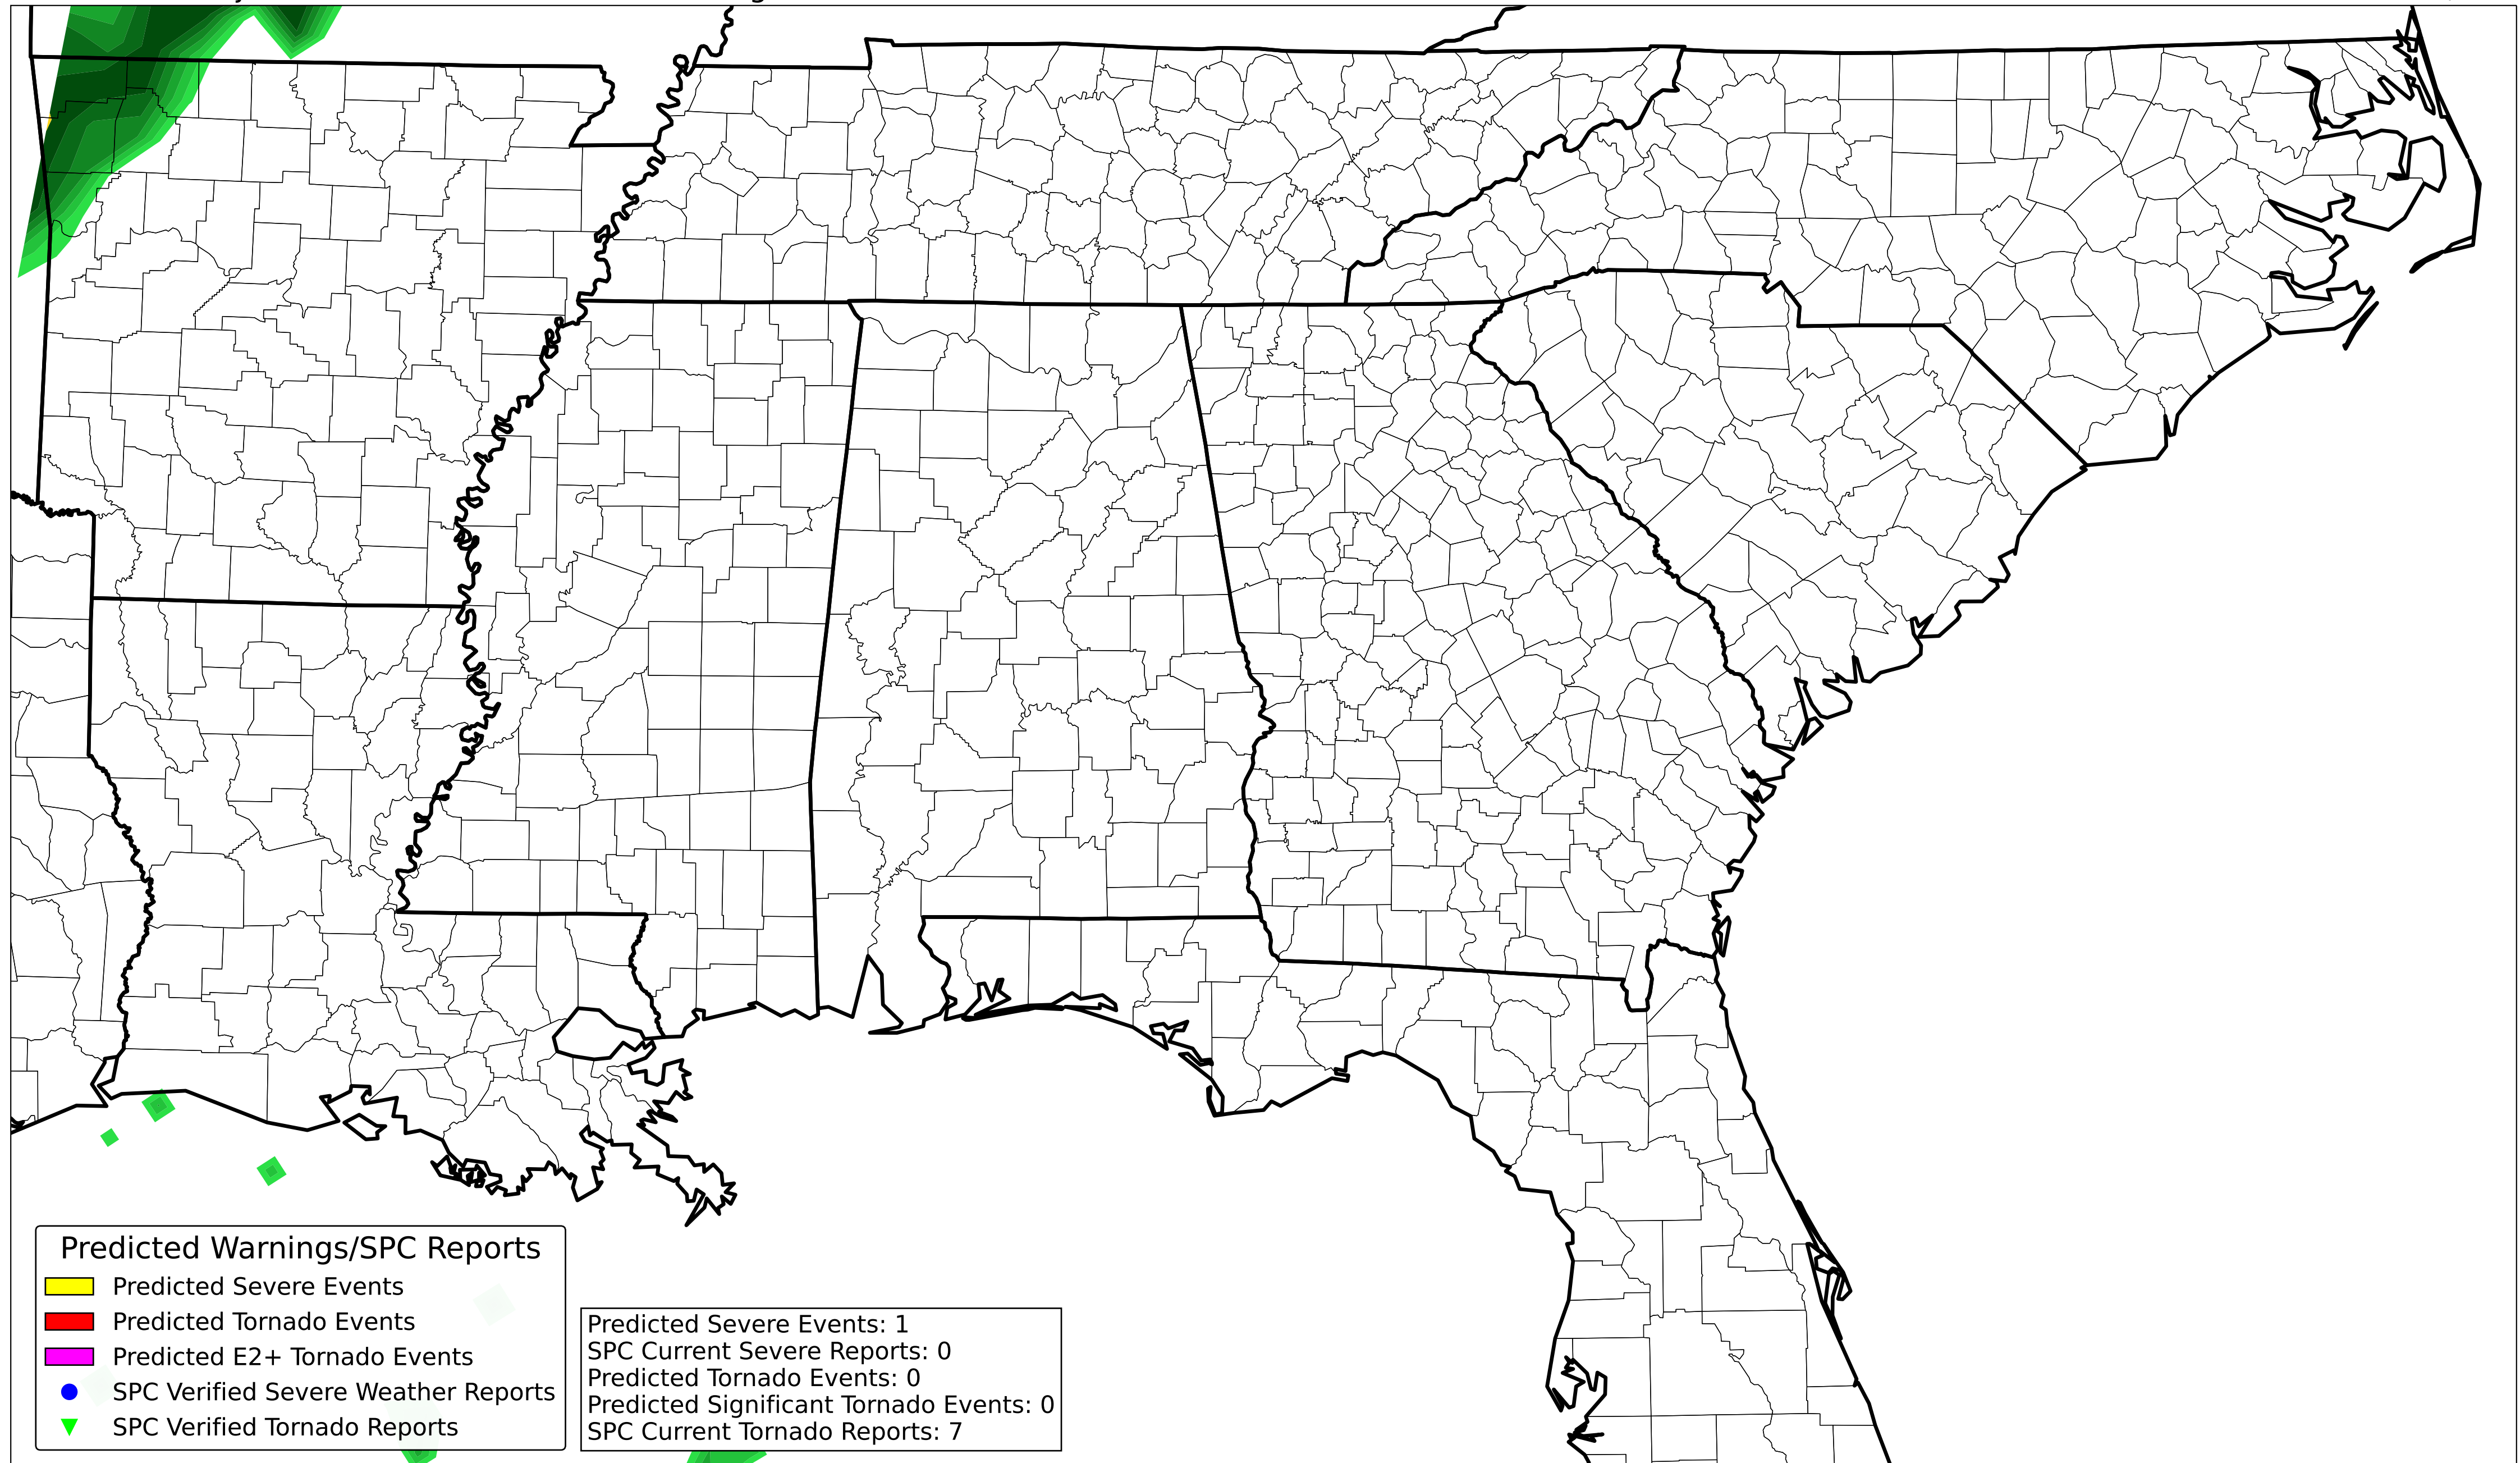 Predicted Warnings/SPC Reports
Predicted Severe Events
Predicted Tornado Events
Predicted E2+ Tornado Events
SPC Verified Severe Weather Reports
SPC Verified Tornado Reports
Predicted Severe Events: 1
SPC Current Severe Reports: 0
Predicted Tornado Events: 0
Predicted Significant Tornado Events: 0
SPC Current Tornado Reports: 7